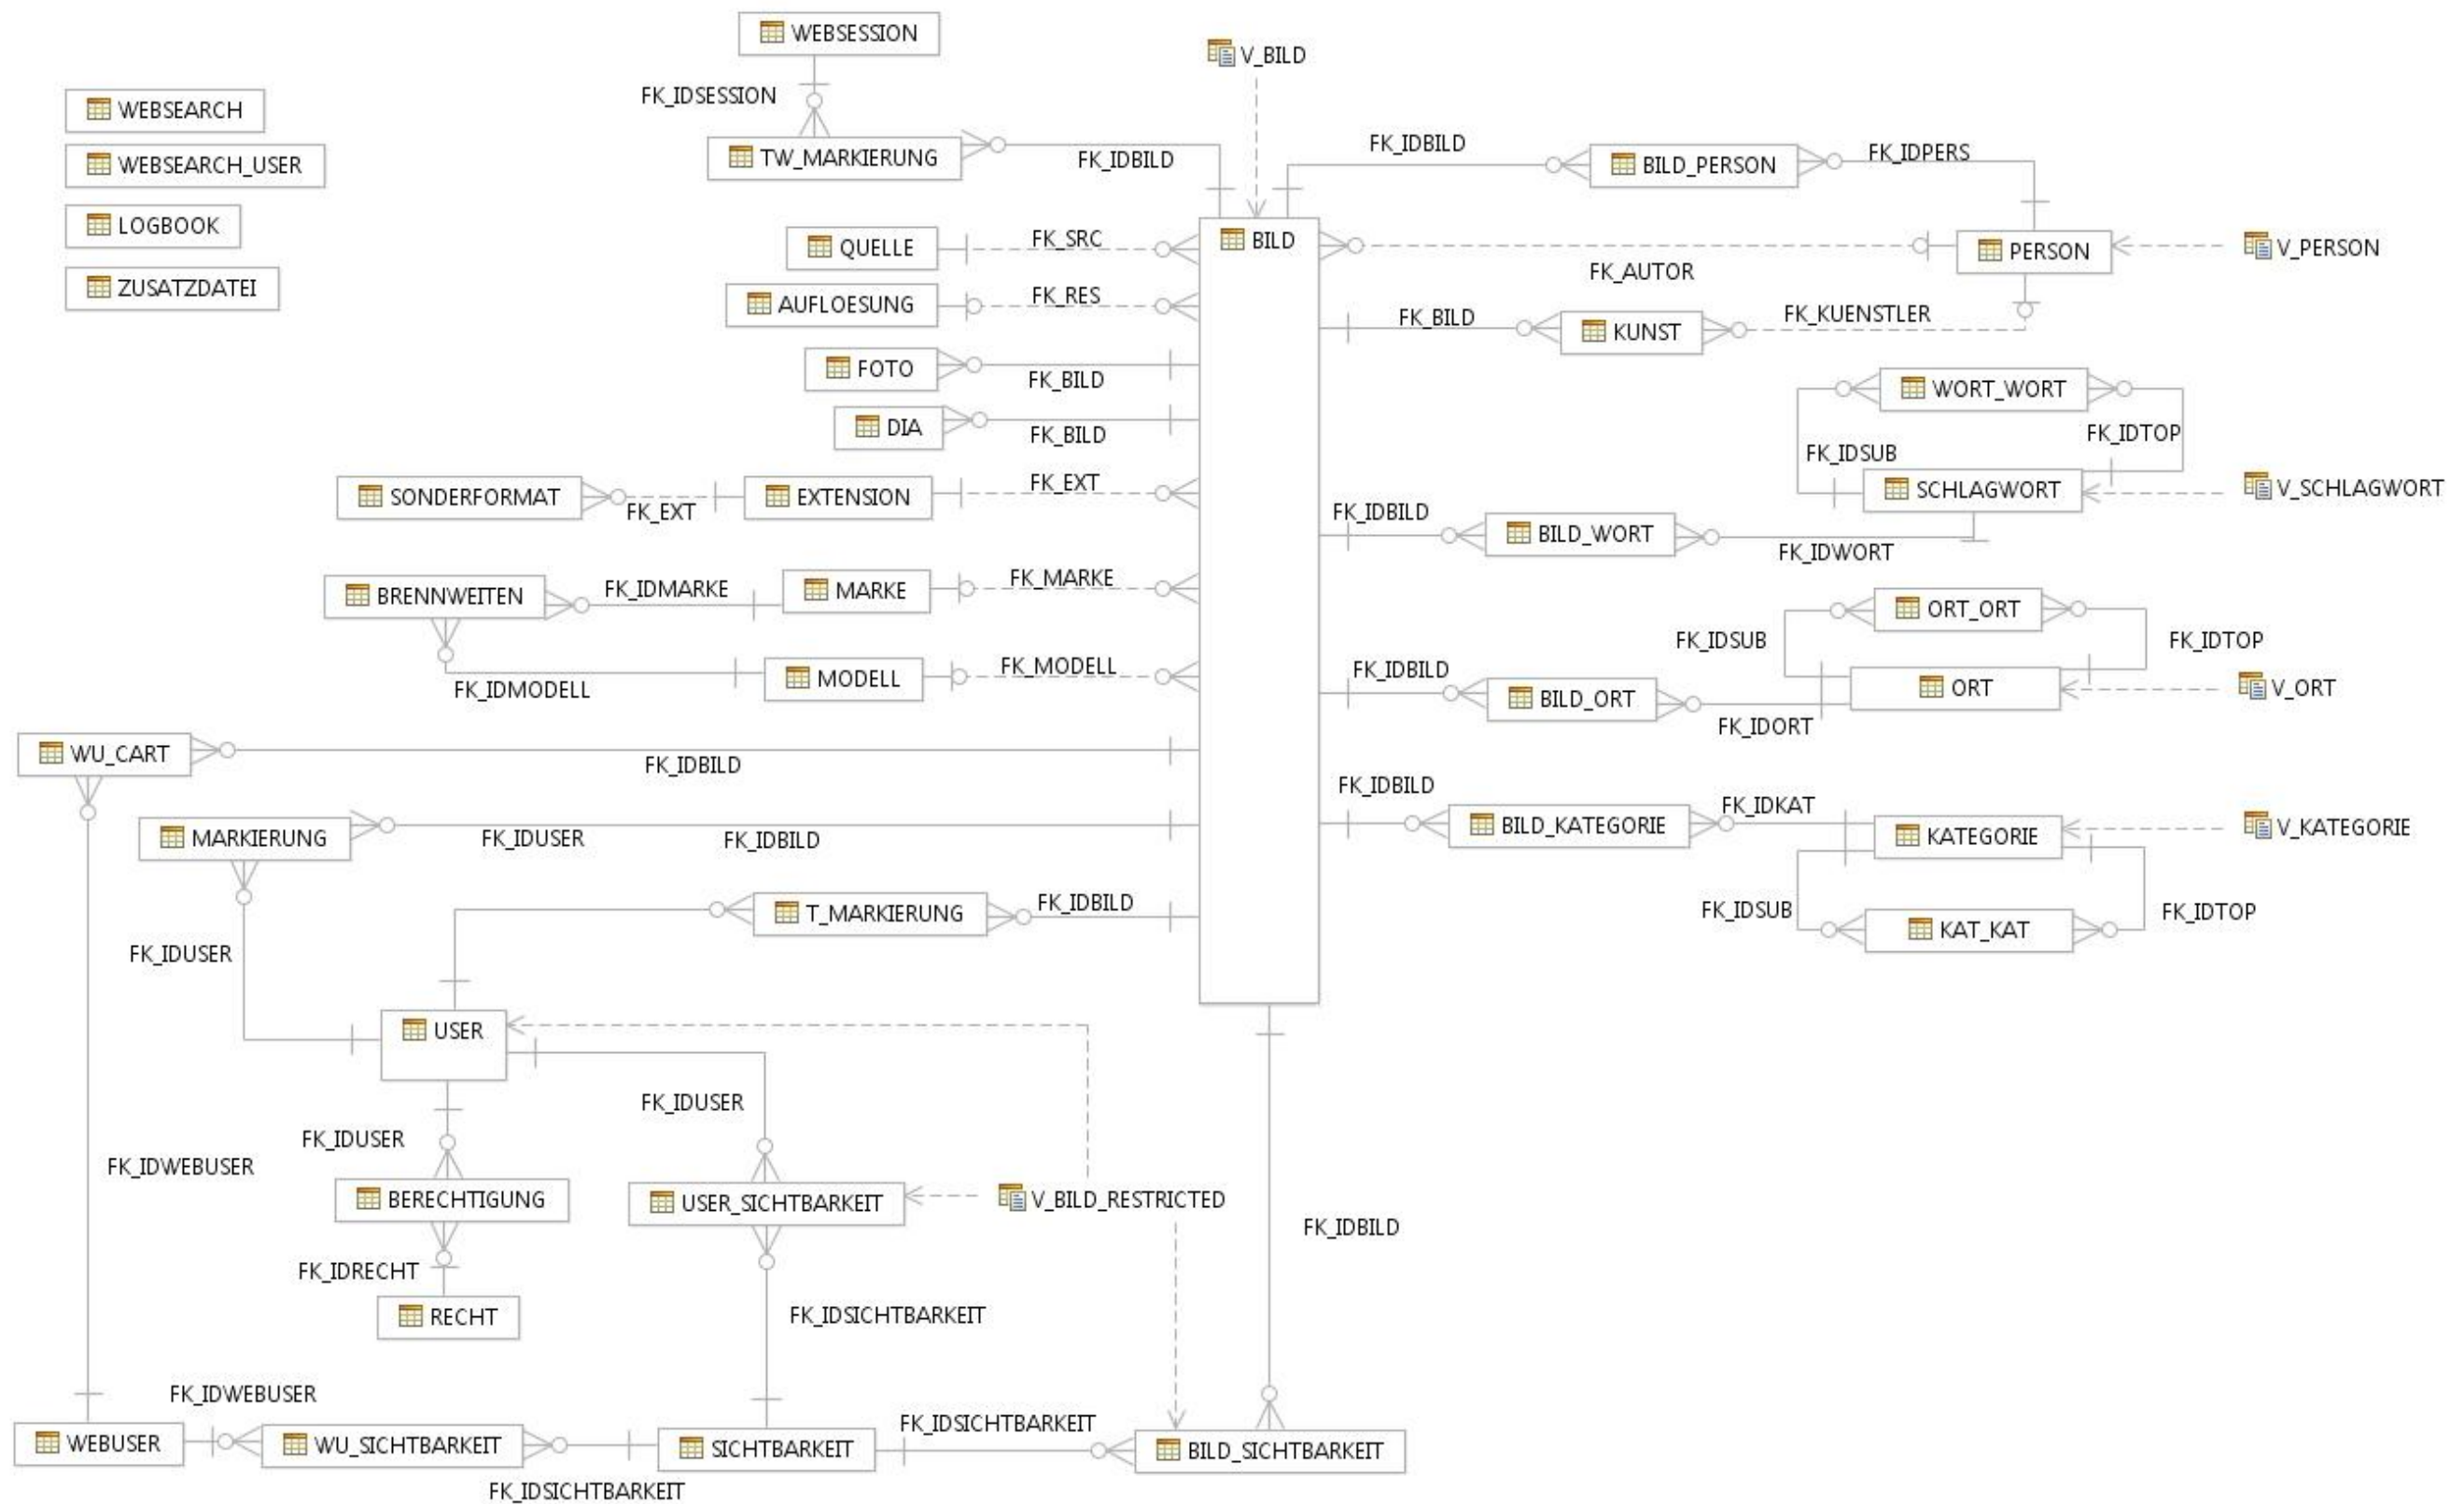 WEBSESSION
V_BILD
FK_IDSESSION
WEBSEARCH
FK_IDBILD
TW_MARKIERUNG
FK_IDBILD
BILD_PERSON
FK_IDPERS
WEBSEARCH_USER
LOGBOOK
QUELLE
FK_SRC
BILD
PERSON
V_PERSON
FK_AUTOR
ZUSATZDATEI
AUFLOESUNG
FK_RES
FK_BILD
KUNST
FK_KUENSTLER
FOTO
FK_BILD
WORT_WORT
DIA
FK_BILD
FK_IDSUB
FK_IDTOP
SONDERFORMAT
FK_EXT
EXTENSION
FK_EXT
SCHLAGWORT
V_SCHLAGWORT
FK_IDBILD
BILD_WORT
FK_IDWORT
BRENNWEITEN
FK_IDMARKE
MARKE
FK_MARKE
ORT_ORT
FK_IDSUB
FK_IDTOP
FK_IDMODELL
MODELL
FK_MODELL
FK_IDBILD
BILD_ORT
FK_IDORT
ORT
V_ORT
WU_CART
FK_IDBILD
FK_IDBILD
BILD_KATEGORIE
FK_IDKAT
KATEGORIE
V_KATEGORIE
MARKIERUNG
FK_IDUSER
FK_IDBILD
T_MARKIERUNG
FK_IDBILD
FK_IDSUB
KAT_KAT
FK_IDTOP
FK_IDUSER
USER
FK_IDUSER
FK_IDUSER
FK_IDWEBUSER
BERECHTIGUNG
USER_SICHTBARKEIT
V_BILD_RESTRICTED
FK_IDBILD
FK_IDRECHT
RECHT
FK_IDSICHTBARKEIT
FK_IDWEBUSER
WEBUSER
WU_SICHTBARKEIT
SICHTBARKEIT
FK_IDSICHTBARKEIT
BILD_SICHTBARKEIT
FK_IDSICHTBARKEIT